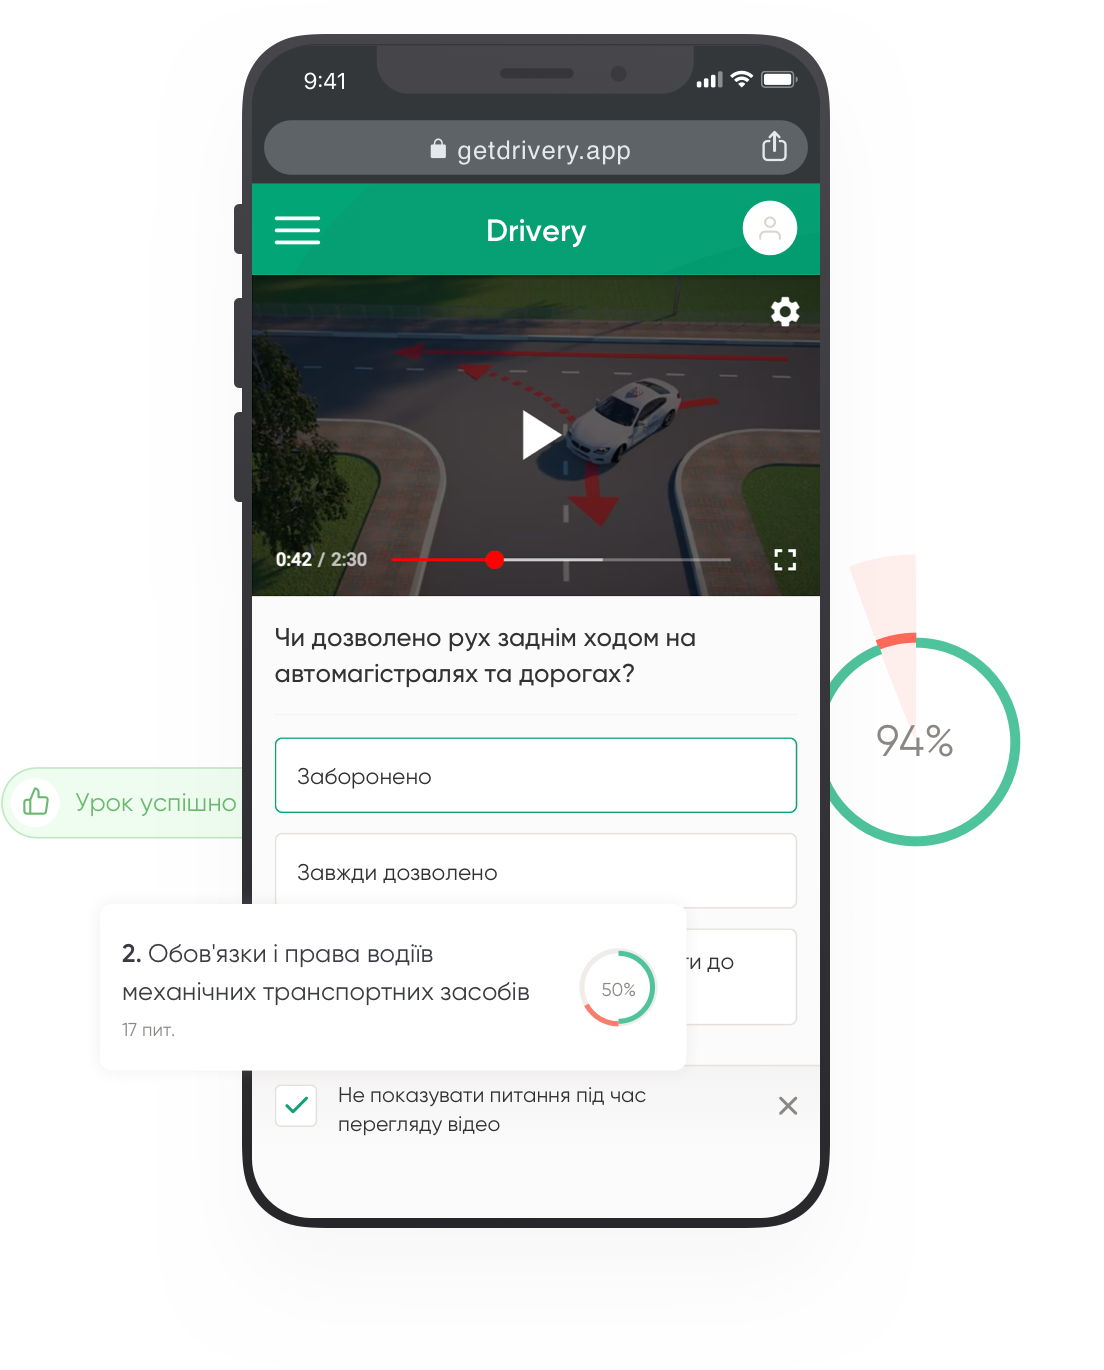 9:41
getdrivery.app
Drivery
0:42 / 2:30
Чи дозволено рух заднім ходом на
автомагістралях та дорогах?
94%
Заборонено
Урок успішно
Завжди дозволено
2. Обов'язки і права водіїв
механічних транспортних засобів
17 пит.
50%
до
Не показувати питання під час
перегляду відео